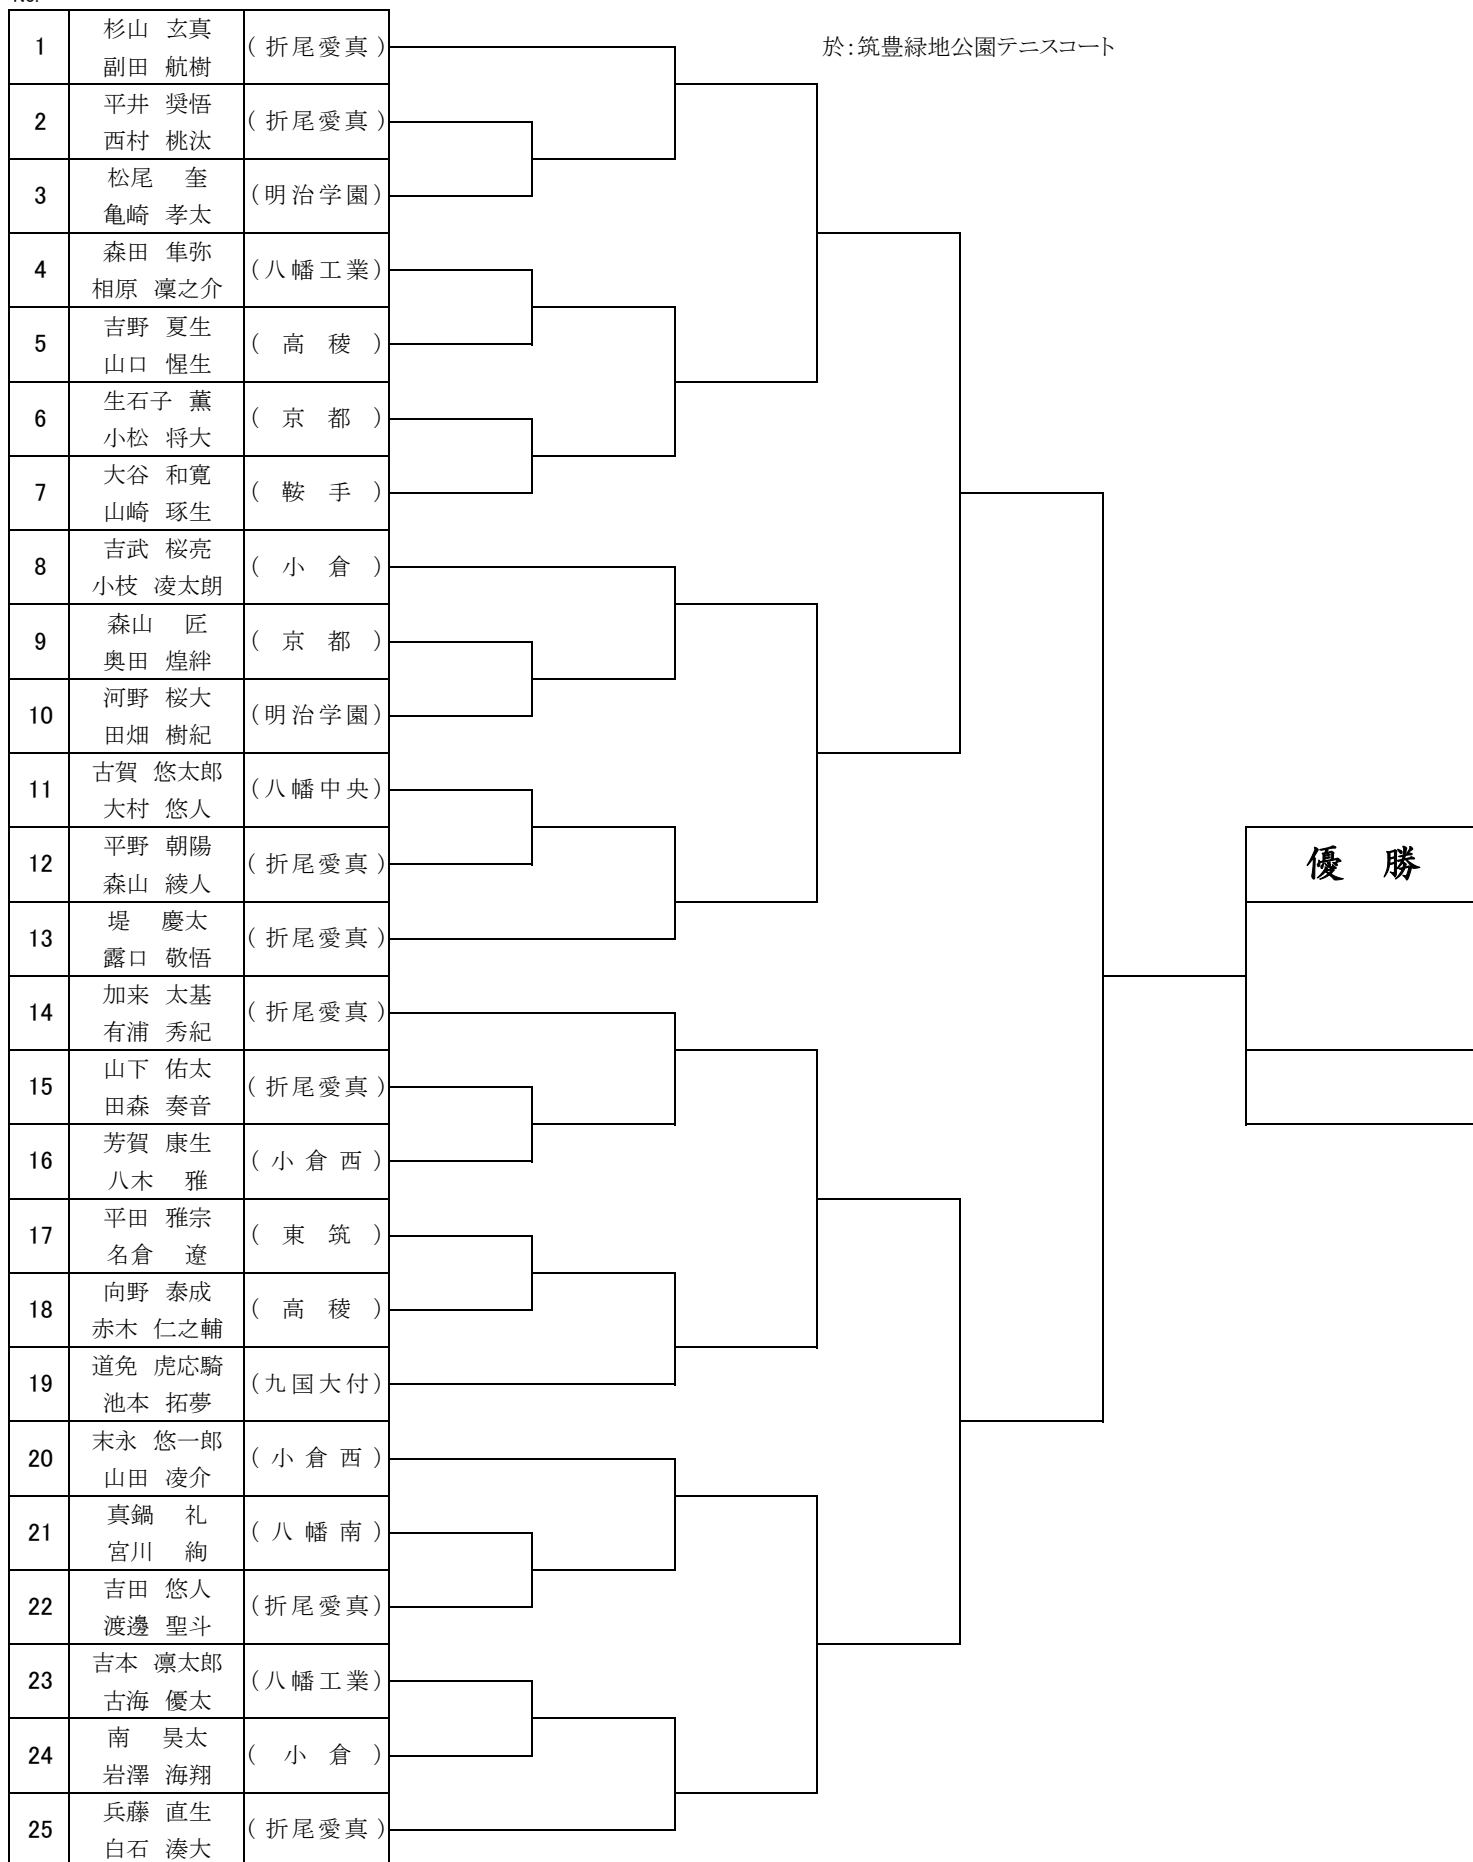 No.
於:筑豊緑地公園テニスコート
1 杉山 玄真 (折尾愛真)
副田 航樹
2 平井 奨悟 (折尾愛真)
西村 桃汰
3 松尾 奎 (明治学園)
亀崎 孝太
4 森田 隼弥 (八幡工業)
相原 凜之介
5 吉野 夏生 (高稜)
山口 惺生
6 生石子 薫 (京都)
小松 将大
7 大谷 和寛 (鞍手)
山崎 琢生
8 吉武 桜亮 (小倉)
小枝 凌太朗
9 森山 匠 (京都)
奥田 煌絆
10 河野 桜大 (明治学園)
田畑 樹紀
11 古賀 悠太郎 (八幡中央)
大村 悠人
12 平野 朝陽 (折尾愛真)
森山 綾人
優 勝
13 堤 慶太 (折尾愛真)
露口 敬悟
14 加来 太基 (折尾愛真)
有浦 秀紀
15 山下 佑太 (折尾愛真)
田森 奏音
16 芳賀 康生 (小倉西)
八木 雅
17 平田 雅宗 (東筑)
名倉 遼
18 向野 泰成 (高稜)
赤木 仁之輔
19 道免 虎応騎 (九国大付)
池本 拓夢
20 末永 悠一郎 (小倉西)
山田 凌介
21 真鍋 礼 (八幡南)
宮川 絢
22 吉田 悠人 (折尾愛真)
渡邊 聖斗
23 吉本 凛太郎 (八幡工業)
古海 優太
24 南 昊太 (小倉)
岩澤 海翔
25 兵藤 直生 (折尾愛真)
白石 湊大